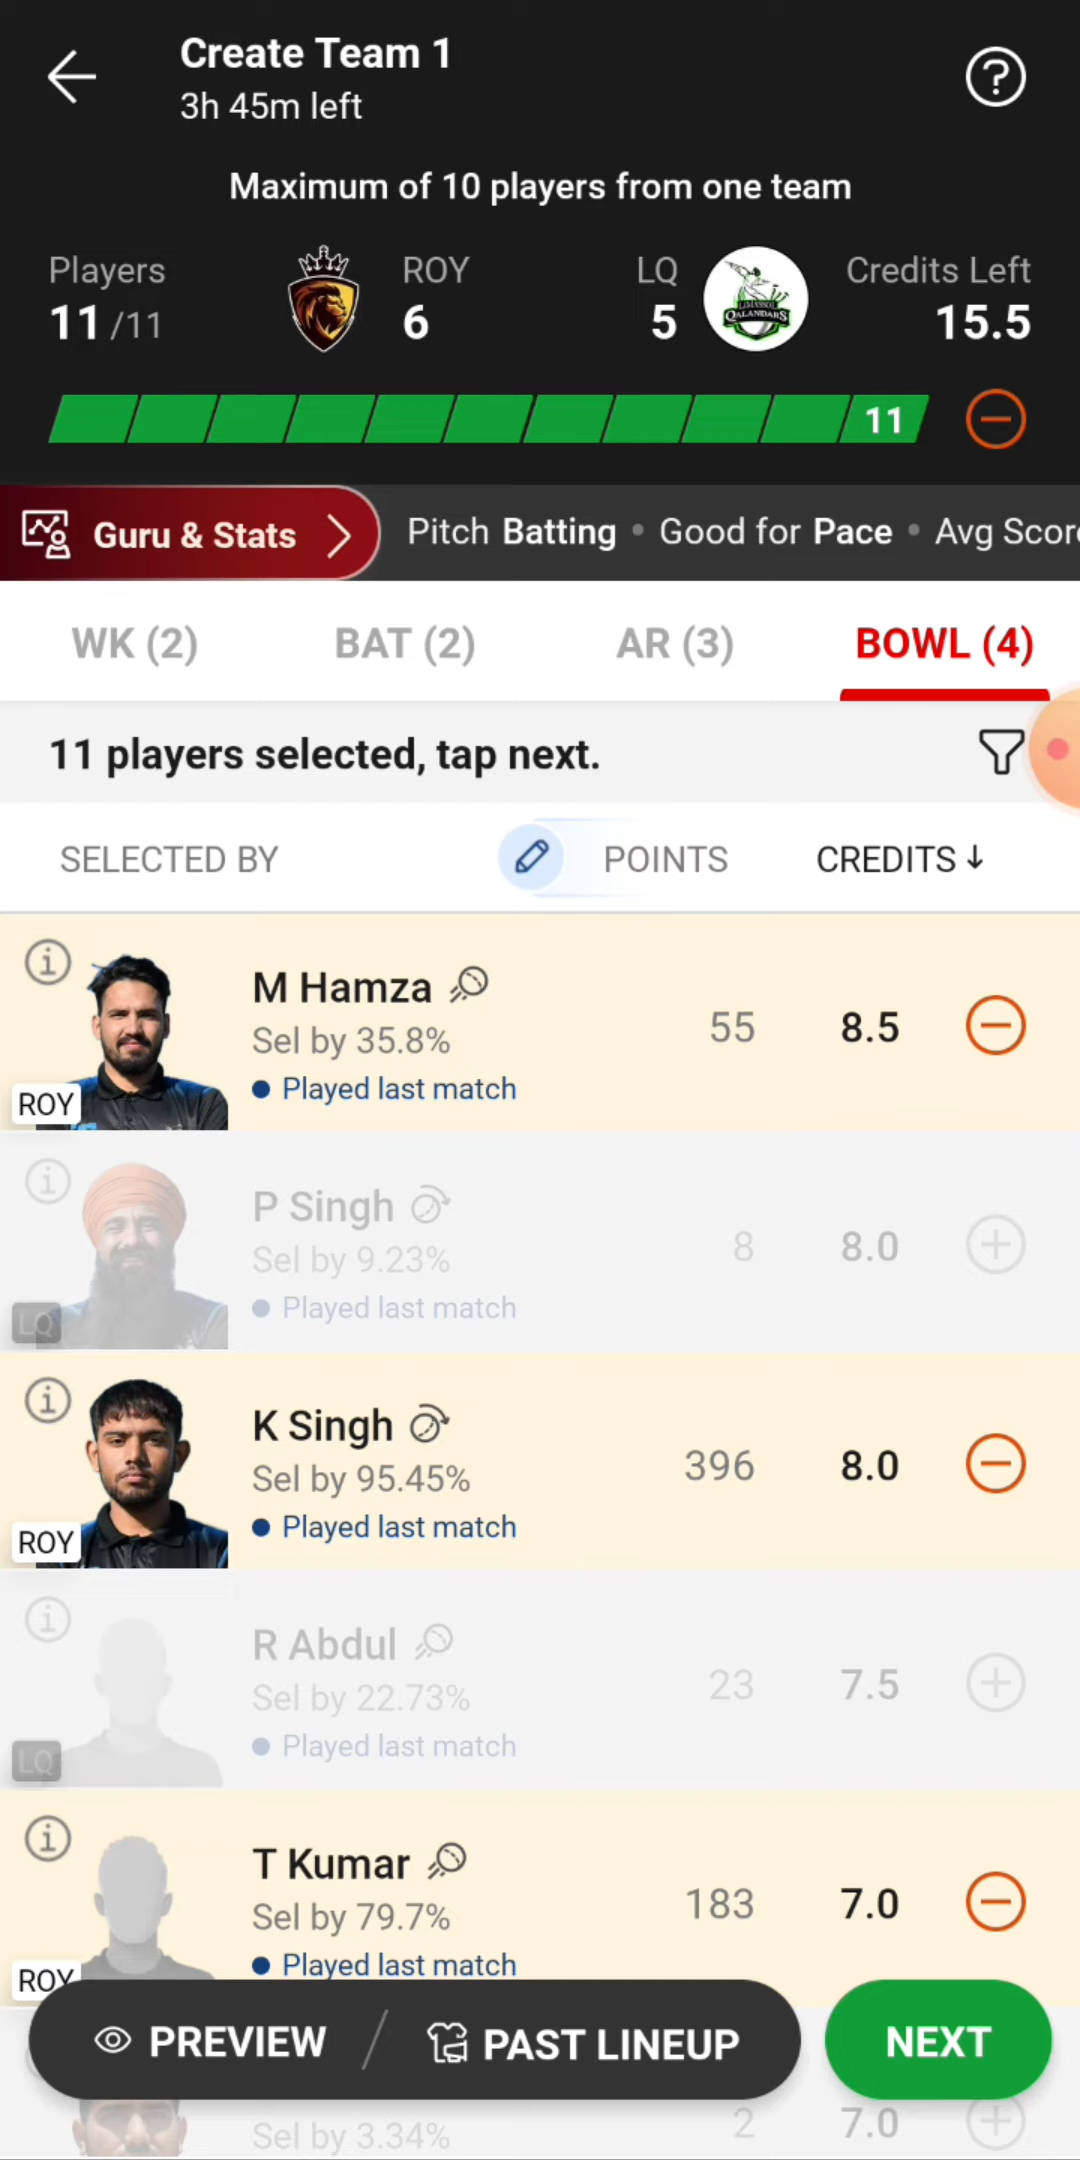 Create Team 1
3h 45m left
Maximum of 10 players from one team
Players
11/11
ROY
6
LQ
5
LIMASSOL
QALANDARS
Credits Left
15.5
11
Guru & Stats
Pitch Batting • Good for Pace • Avg Scor
WK (2)
BAT (2)
AR (3)
BOWL (4)
11 players selected, tap next.
SELECTED BY
POINTS
CREDITS ↓
M Hamza
Sel by 35.8%
Played last match
ROY
55
8.5
P Singh
Sel by 9.23%
Played last match
LQ
8
8.0
K Singh
Sel by 95.45%
Played last match
ROY
396
8.0
R Abdul
Sel by 22.73%
Played last match
LQ
23
7.5
T Kumar
Sel by 79.7%
Played last match
ROY
183
7.0
PREVIEW / PAST LINEUP
NEXT
Sel by 3.34%
2
7.0